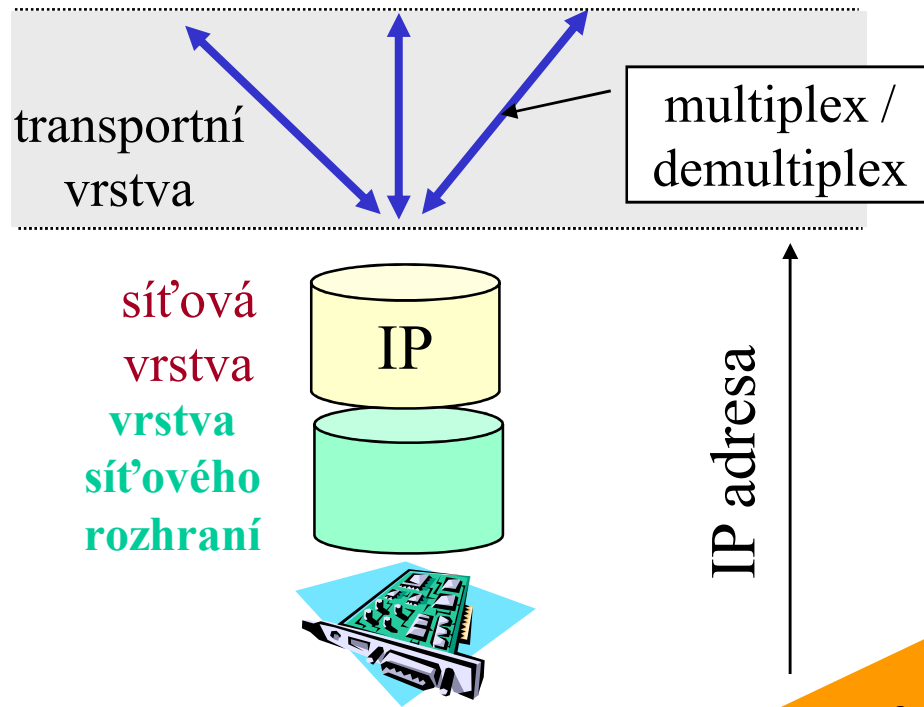 transportní
vrstva
multiplex /
demultiplex
síťová
vrstva
IP
vrstva
síťového
rozhraní
IP adresa